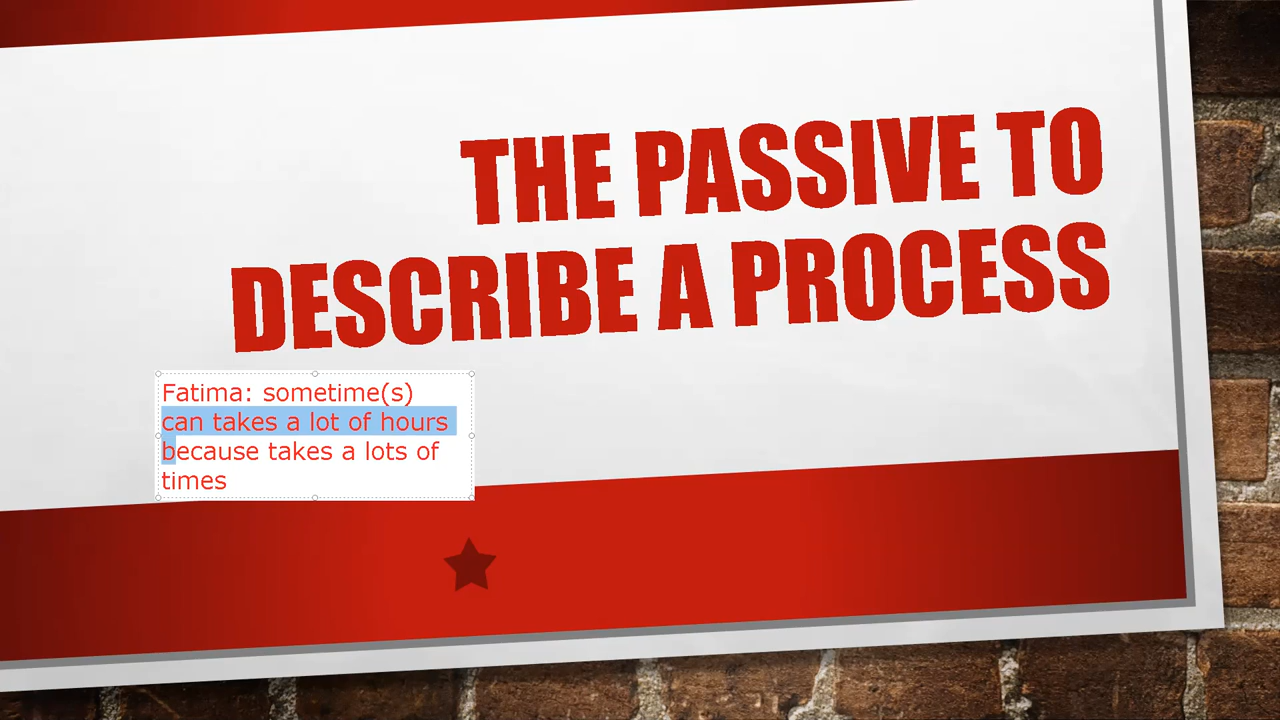 THE PASSIVE TO
DESCRIBE A PROCESS
Fatima: sometime(s)
can takes a lot of hours
because takes a lots of
times